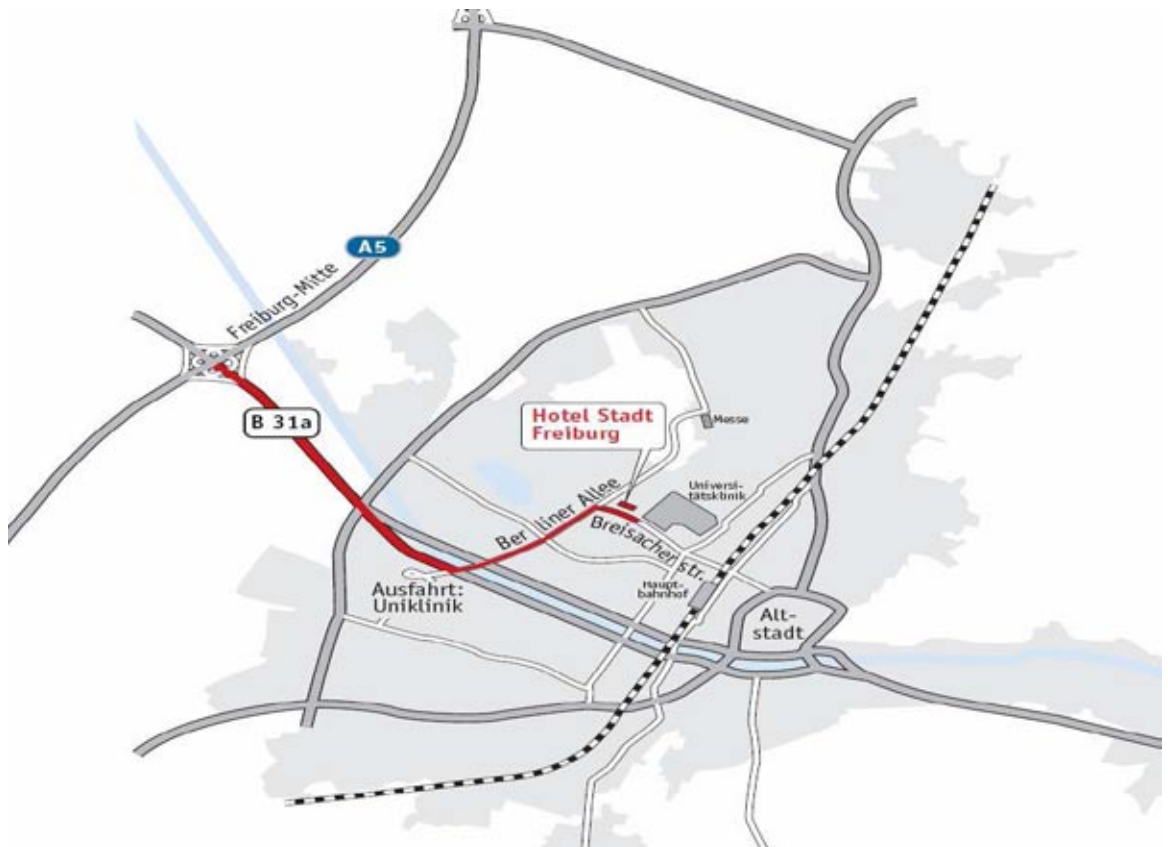 A5
Freiburg-Mitte
B 31a
Hotel Stadt
Freiburg
Messe
Universi-
tätsklinik
Berliner Allee
Breisacher str.
Ausfahrt:
Uniklinik
Haupt-
bahnhof
Alt-
stadt